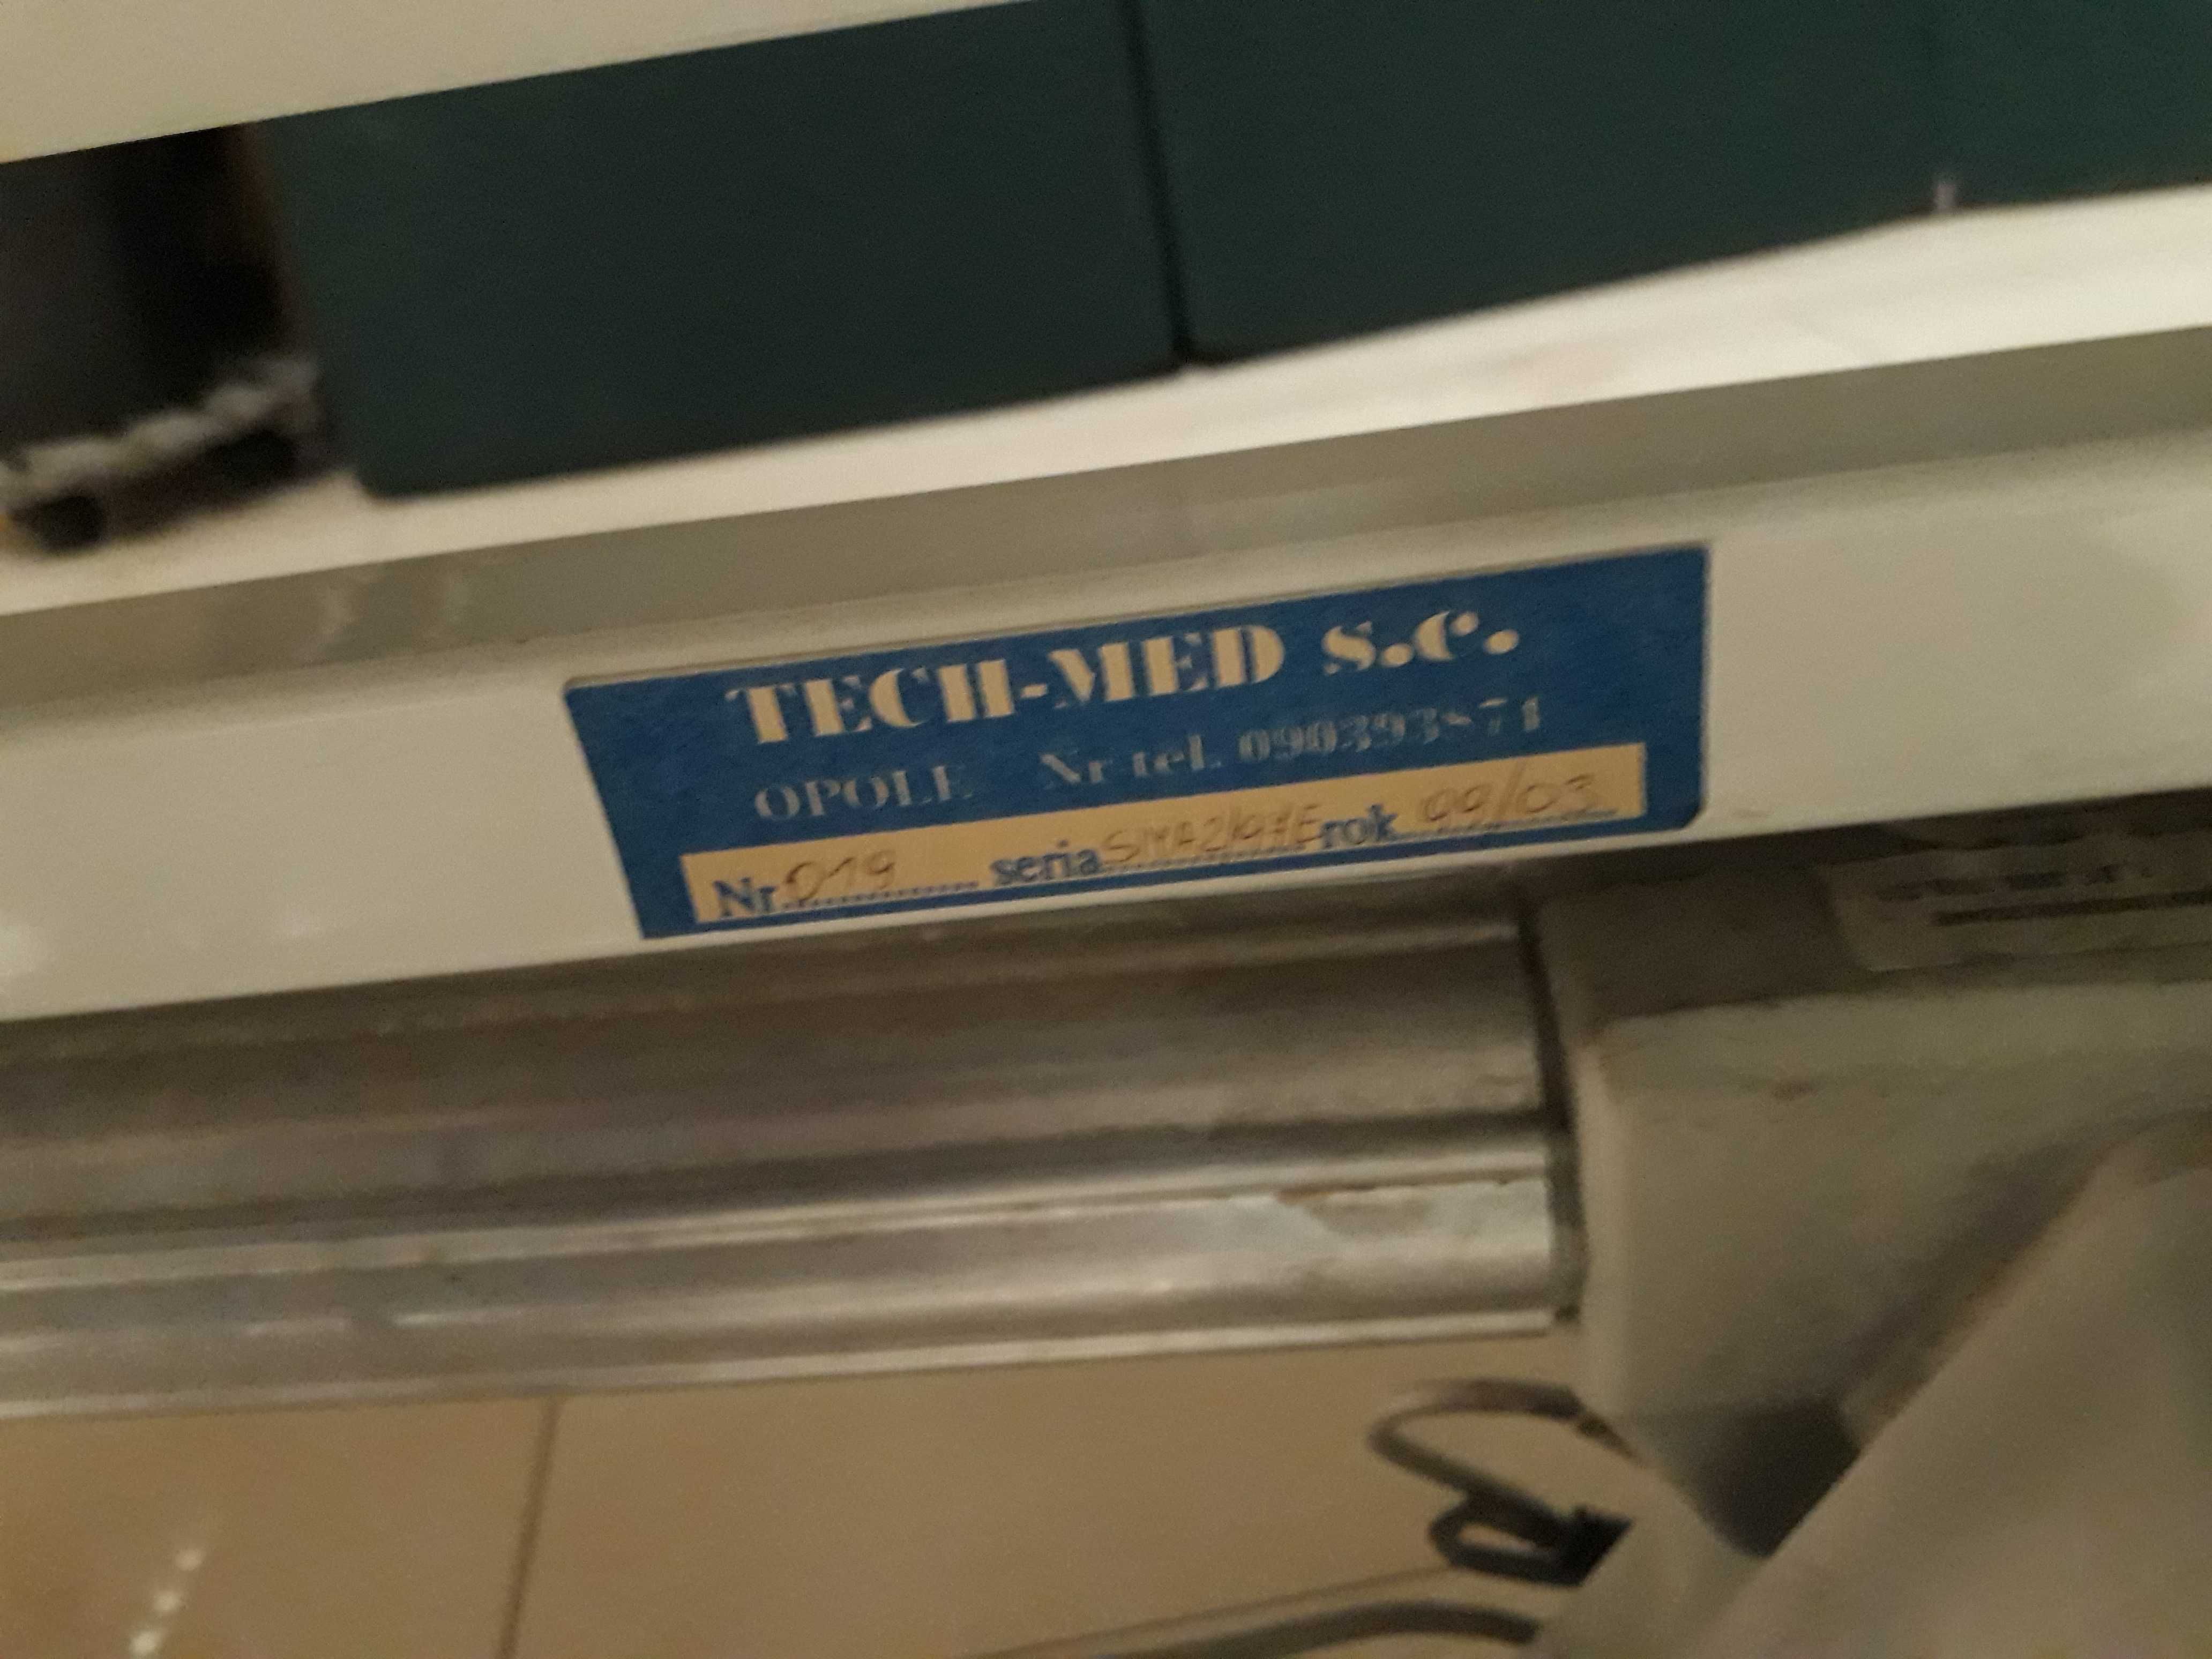 TECH-MED s.c.
OPOLE Nr tel. 090393871
Nr 019 seria rok 09/03